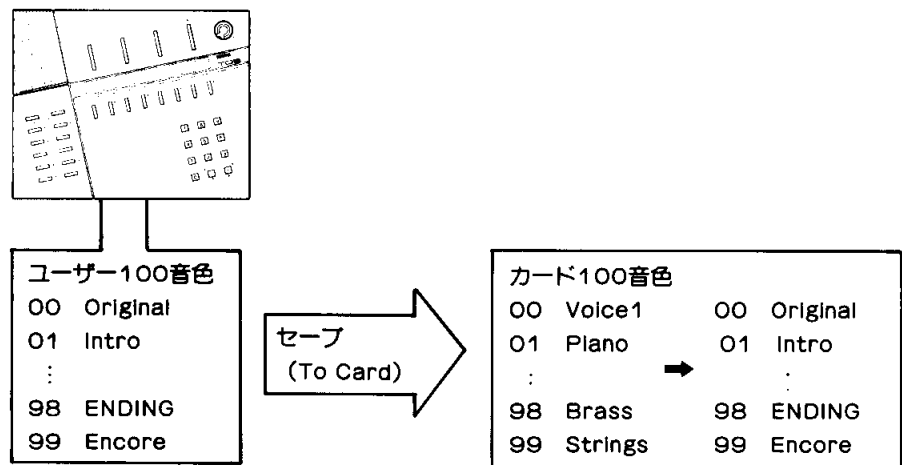 ユーザー100音色
00 Original
01 Intro
:
98 ENDING
99 Encore
セーブ
(To Card)
カード100音色
00 Voice1 00 Original
01 Piano 01 Intro
: ➡ :
98 Brass 98 ENDING
99 Strings 99 Encore